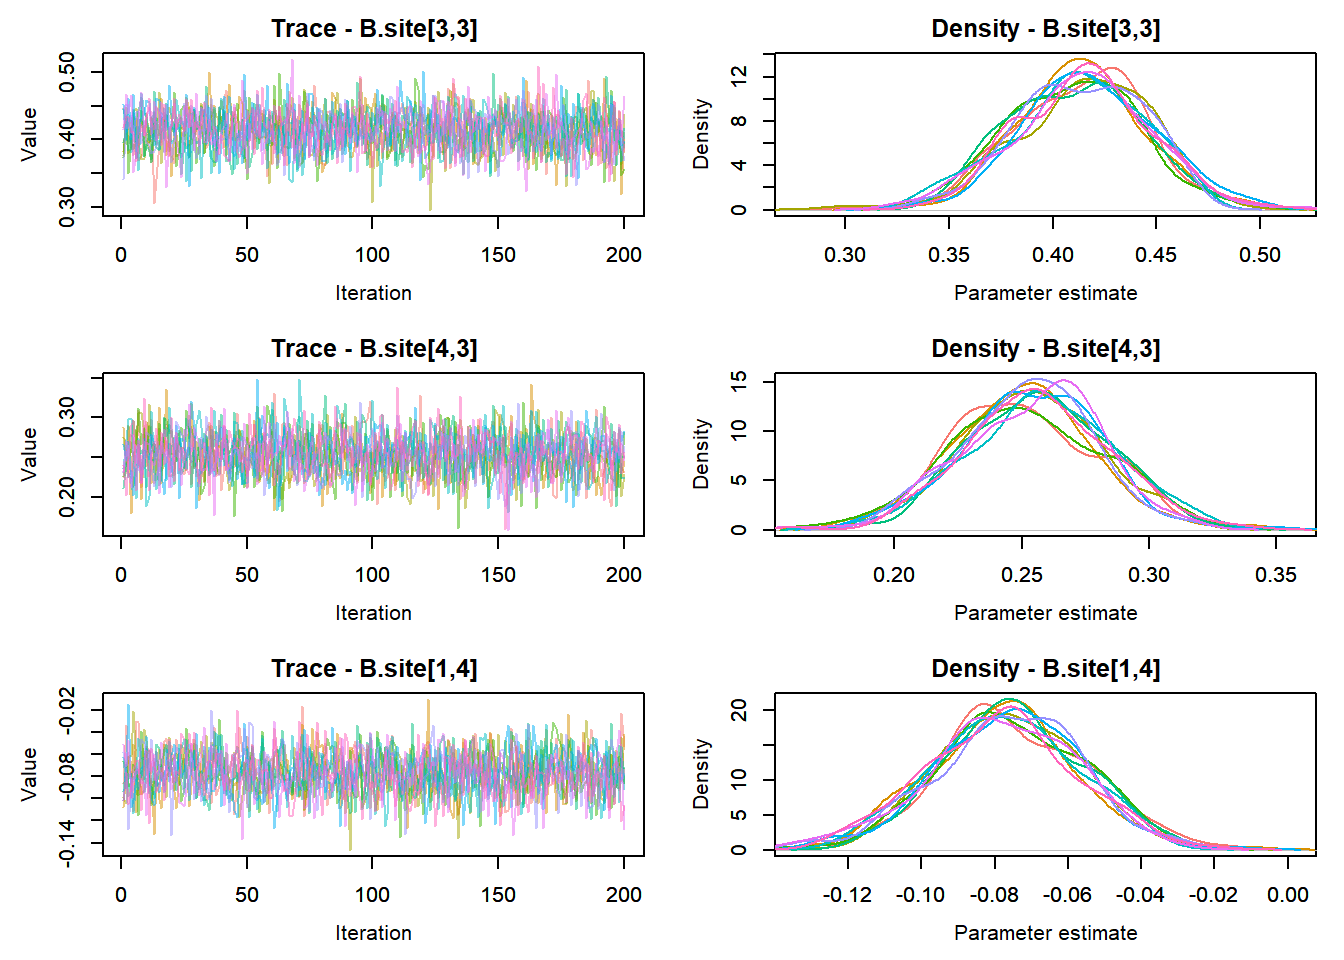 Trace - B.site[3,3]
Value
0.30 0.40 0.50
0 50 100 150 200
Iteration
Density - B.site[3,3]
Density
0 4 8 12
0.30 0.35 0.40 0.45 0.50
Parameter estimate
Trace - B.site[4,3]
Value
0.20 0.30
0 50 100 150 200
Iteration
Density - B.site[4,3]
Density
0 5 10 15
0.20 0.25 0.30 0.35
Parameter estimate
Trace - B.site[1,4]
Value
-0.14 -0.08 -0.02
0 50 100 150 200
Iteration
Density - B.site[1,4]
Density
0 5 10 20
-0.12 -0.10 -0.08 -0.06 -0.04 -0.02 0.00
Parameter estimate